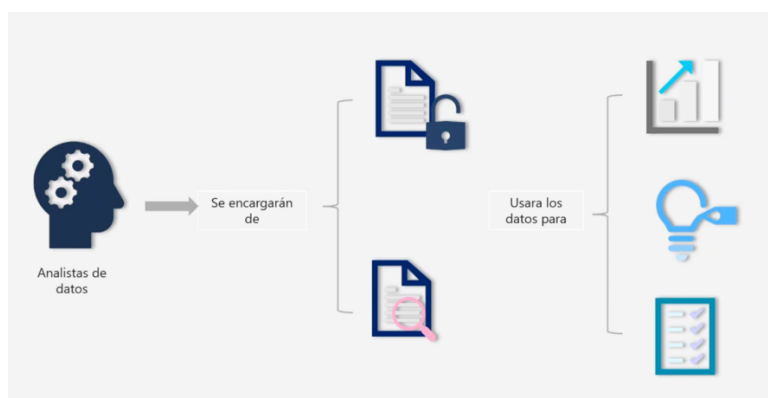 Analistas de
datos
Se encargarán
de
Usara los
datos para